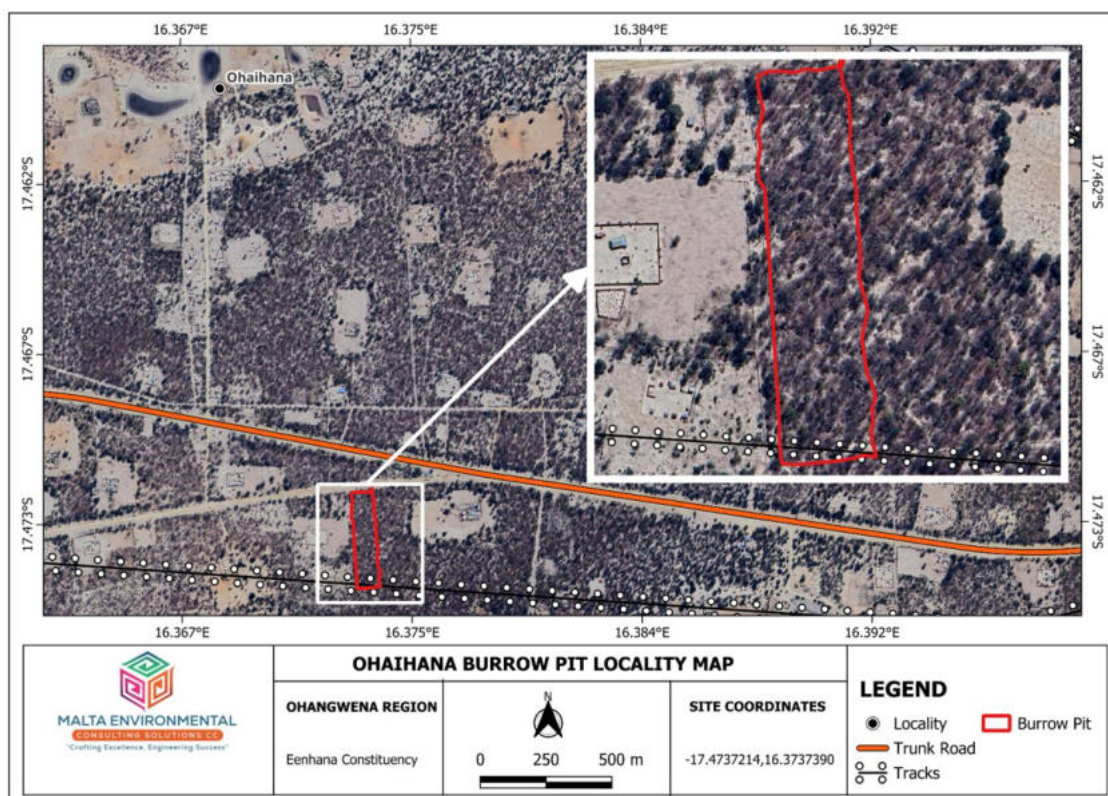 16.367°E 16.375°E 16.384°E 16.392°E
Ohaihana
17.462°S
17.467°S
17.473°S
17.462°S
17.467°S
17.473°S
16.367°E 16.375°E 16.384°E 16.392°E
MALTA ENVIRONMENTAL
CONSULTING SOLUTIONS CC
"Crafting Excellence, Engineering Success"
OHAIHANA BURROW PIT LOCALITY MAP
OHANGWENA REGION
Eenhana Constituency
N
0 250 500 m
SITE COORDINATES
-17.4737214,16.3737390
LEGEND
Locality
Burrow Pit
Trunk Road
Tracks